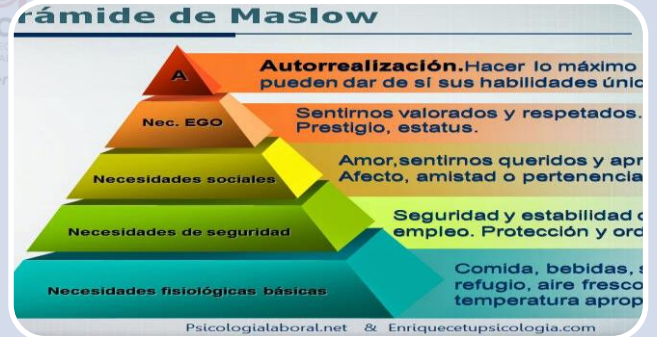 rámide de Maslow
A
Autorrealización. Hacer lo máximo
pueden dar de sí sus habilidades únic
Nec. EGO
Sentirnos valorados y respetados.
Prestigio, estatus.
Necesidades sociales
Amor, sentirnos queridos y apr
Afecto, amistad o pertenencia
Necesidades de seguridad
Seguridad y estabilidad
empleo. Protección y ord
Necesidades fisiológicas básicas
Comida, bebidas, s
refugio, aire fresco
temperatura aprop
Psicologialaboral.net & Enriquecetupsicologia.com